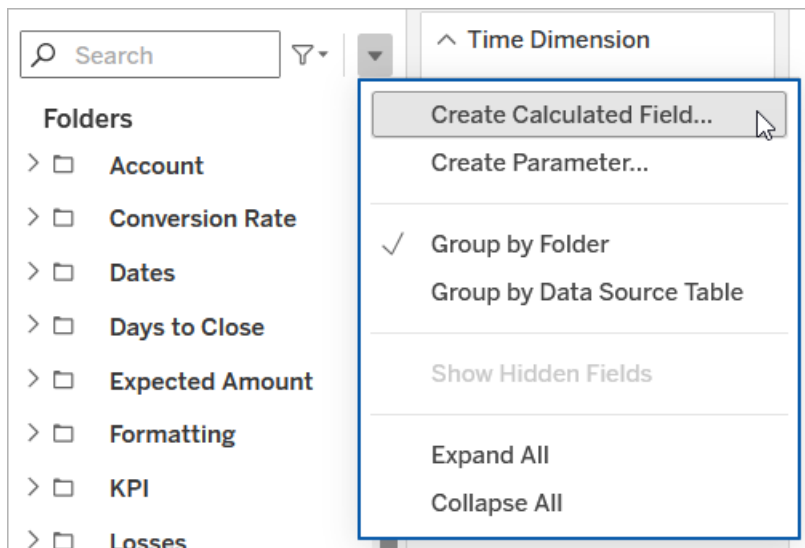 Search
Time Dimension
Folders
Account
Conversion Rate
Dates
Days to Close
Expected Amount
Formatting
KPI
Losses
Create Calculated Field...
Create Parameter...
Group by Folder
Group by Data Source Table
Show Hidden Fields
Expand All
Collapse All